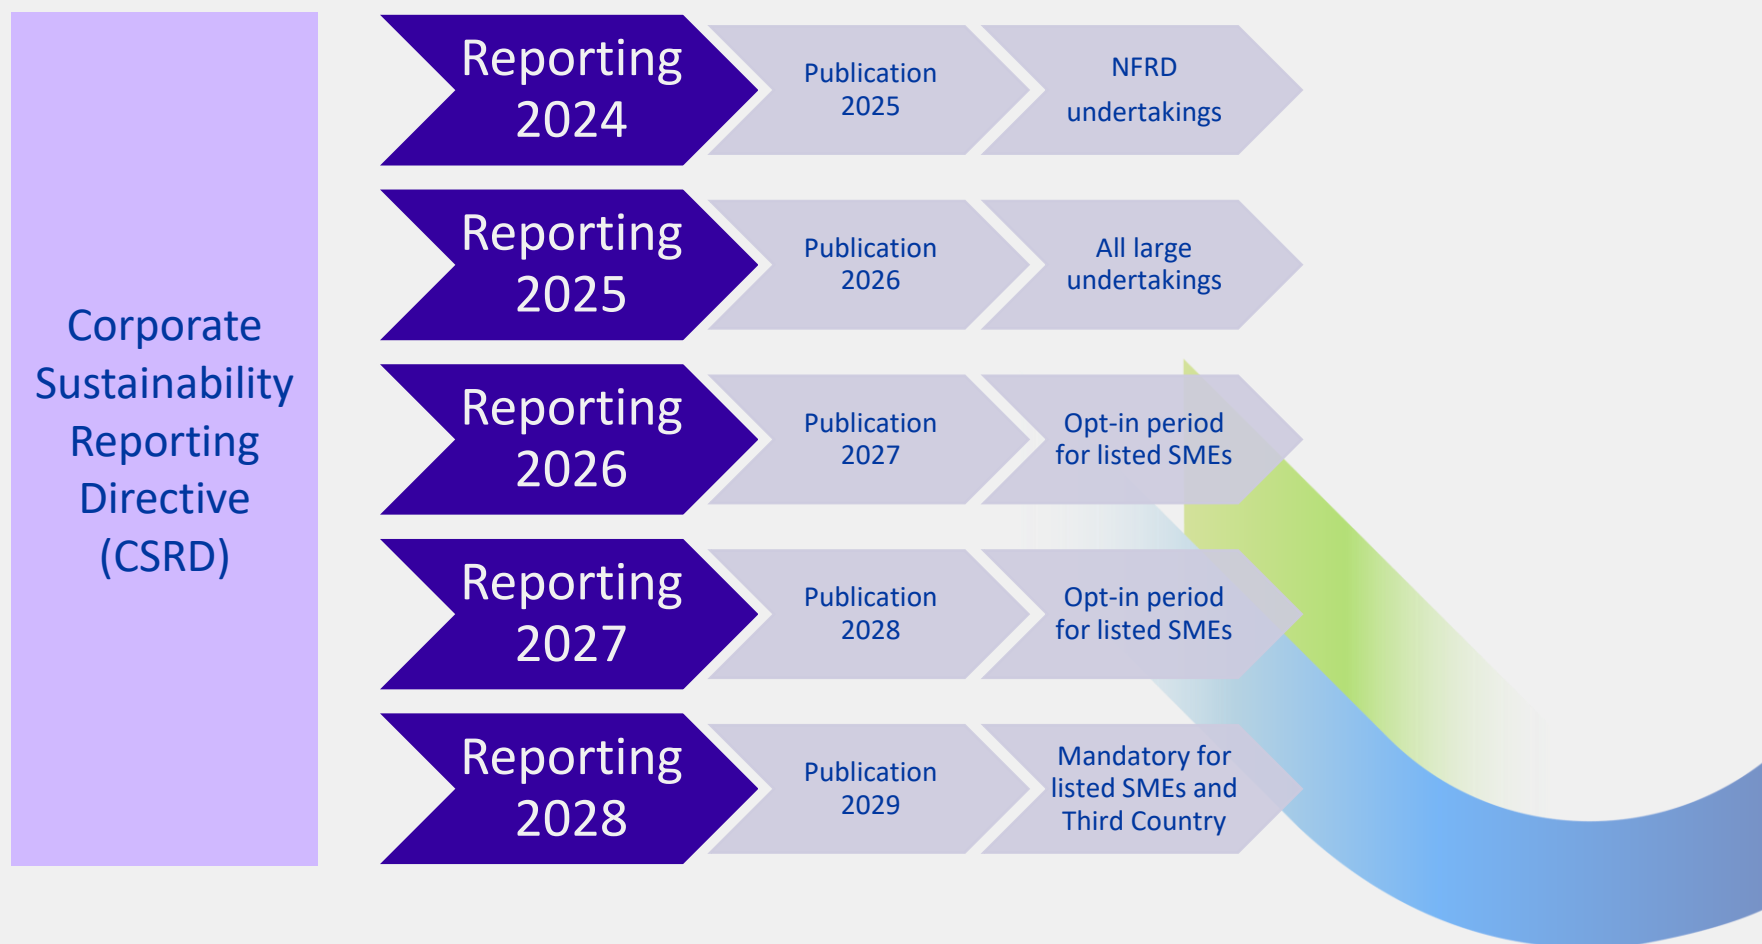 Corporate
Sustainability
Reporting
Directive
(CSRD)
Reporting
2024
Publication
2025
NFRD
undertakings
Reporting
2025
Publication
2026
All large
undertakings
Reporting
2026
Publication
2027
Opt-in period
for listed SMEs
Reporting
2027
Publication
2028
Opt-in period
for listed SMEs
Reporting
2028
Publication
2029
Mandatory for
listed SMEs and
Third Country